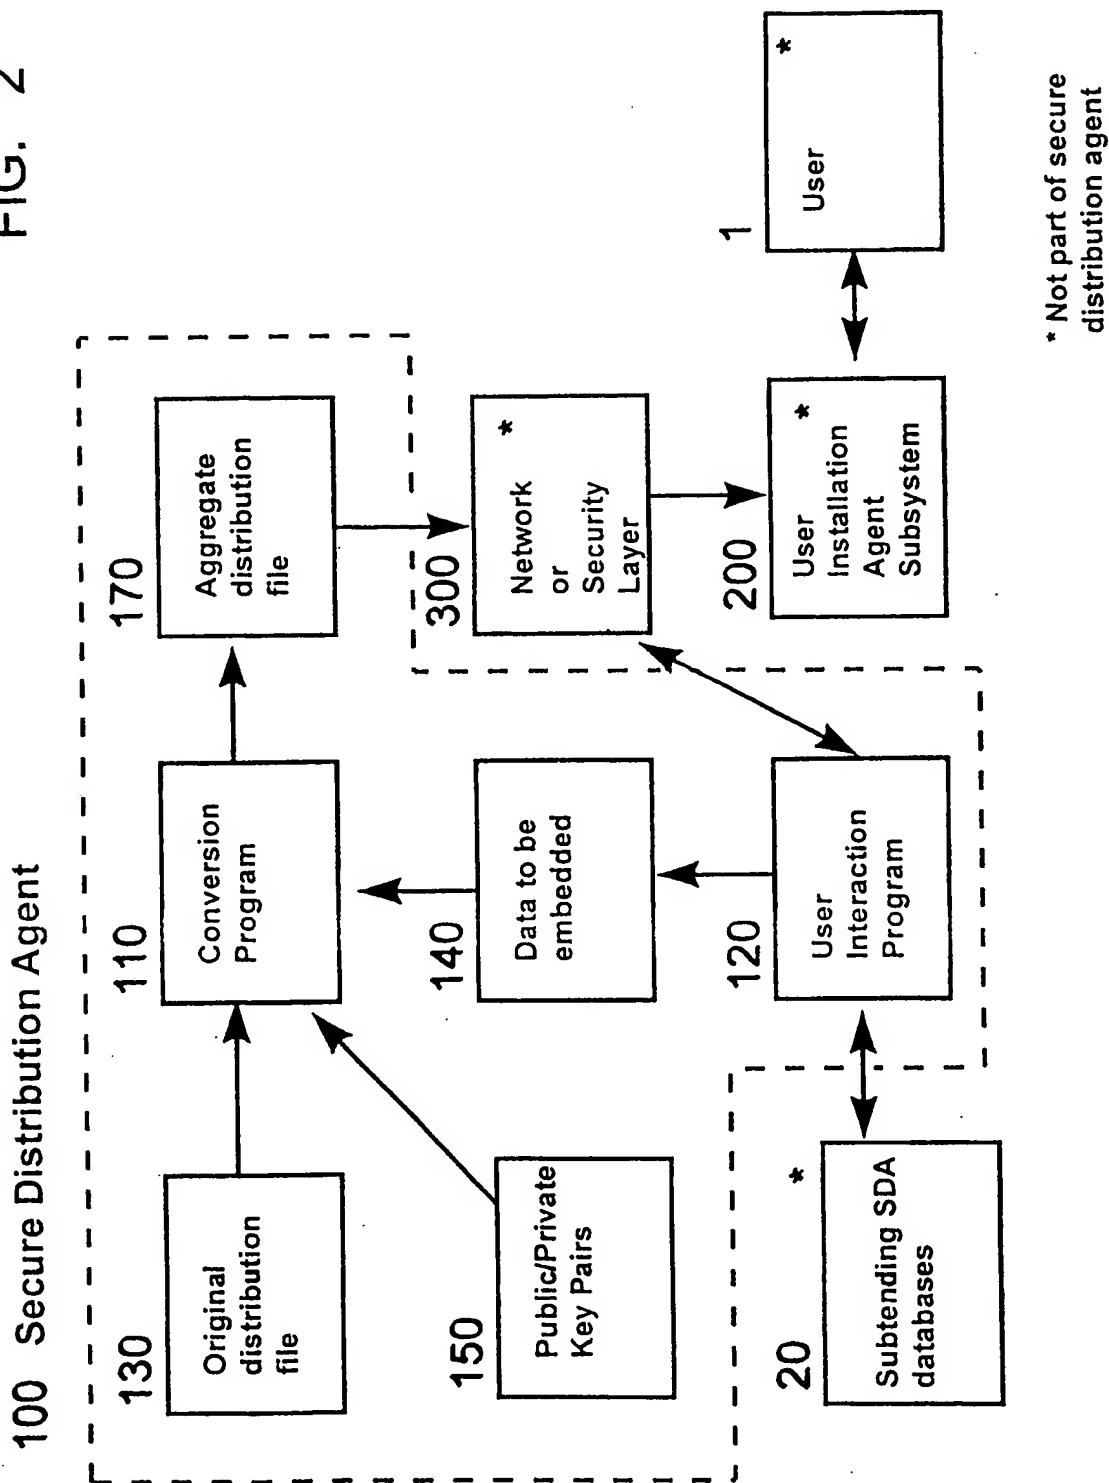 FIG. 2
100 Secure Distribution Agent
130
Original
distribution
file
110
Conversion
Program
170
Aggregate
distribution
file
150
Public/Private
Key Pairs
140
Data to be
embedded
300
Network *
or
Security
Layer
20
Subtending SDA *
databases
120
User
Interaction
Program
200
User *
Installation
Agent
Subsystem
1
User *
* Not part of secure
distribution agent